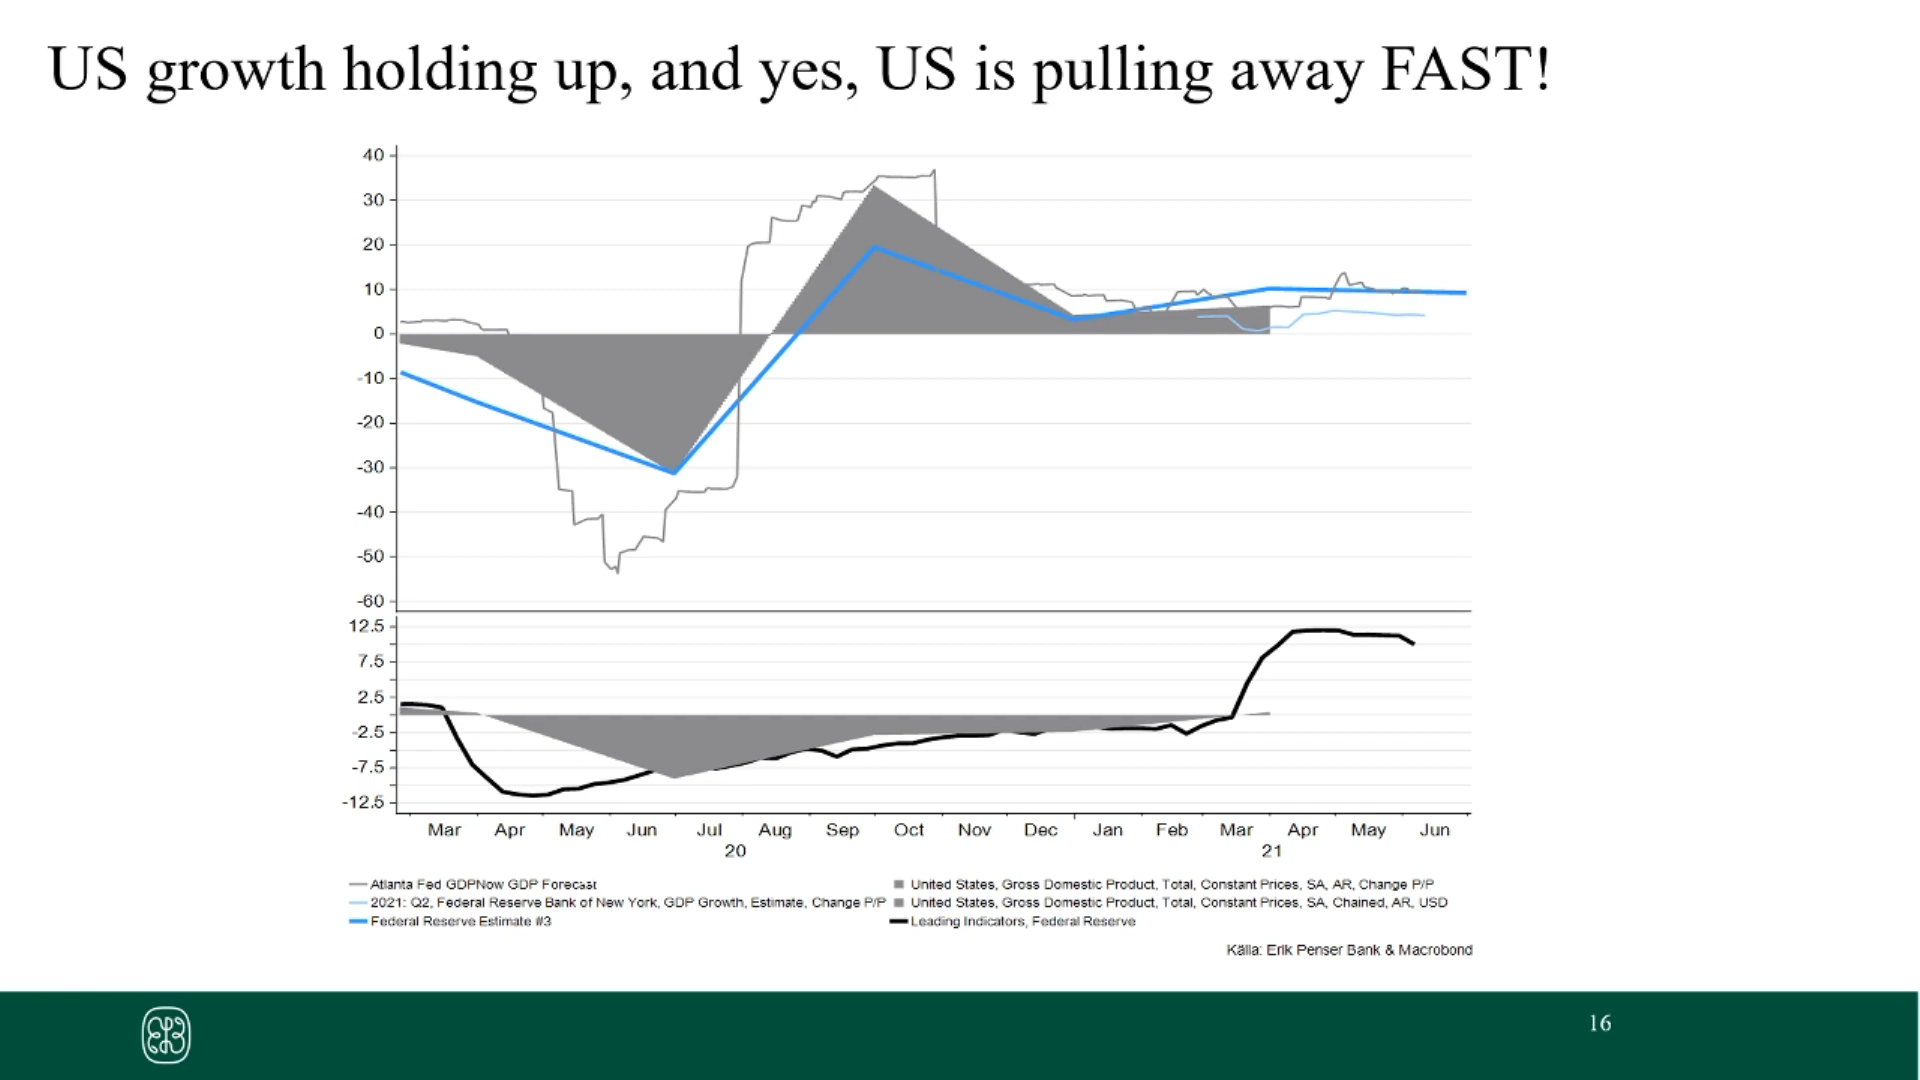 US growth holding up, and yes, US is pulling away FAST!
40
30
20
10
0
-10
-20
-30
-40
-50
-60
12.5
7.5
2.5
-2.5
-7.5
-12.5
Mar Apr May Jun Jul Aug Sep Oct Nov Dec Jan Feb Mar Apr May Jun
20 21
Atlanta Fed GDPNow GDP Forecast
2021: Q2, Federal Reserve Bank of New York, GDP Growth, Estimate, Change P/P
Federal Reserve Estimate #3
United States, Gross Domestic Product, Total, Constant Prices, SA, AR, Change P/P
United States, Gross Domestic Product, Total, Constant Prices, SA, Chained, AR, USD
Leading Indicators, Federal Reserve
Källa: Erik Penser Bank & Macrobond
16